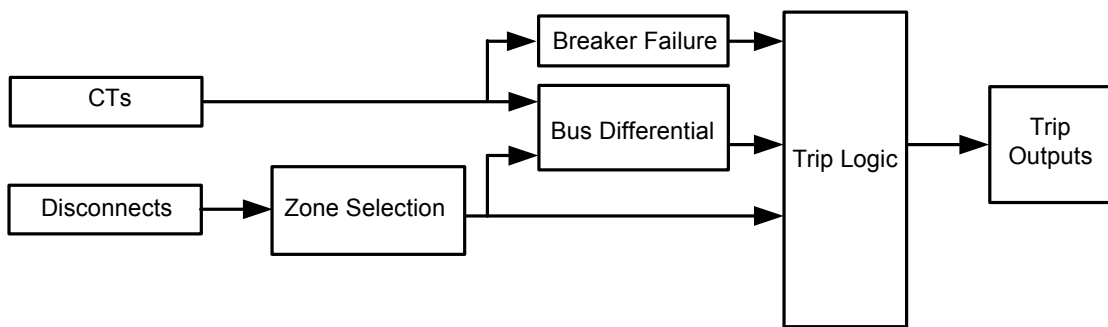 Breaker Failure
CTs
Bus Differential
Trip Logic
Trip
Outputs
Disconnects
Zone Selection